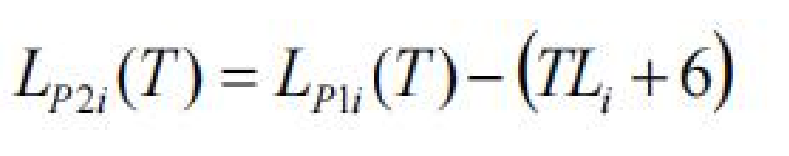 L_{P2i}(T) = L_{P1i}(T) − (TL_i + 6)